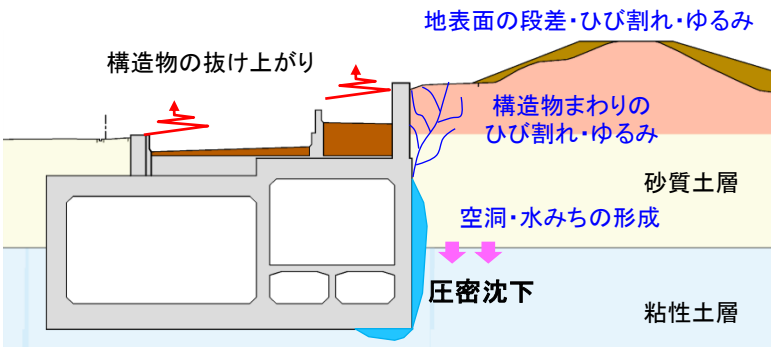 地表面の段差・ひび割れ・ゆるみ
構造物の抜け上がり
構造物まわりの
ひび割れ・ゆるみ
砂質土層
空洞・水みちの形成
圧密沈下
粘性土層